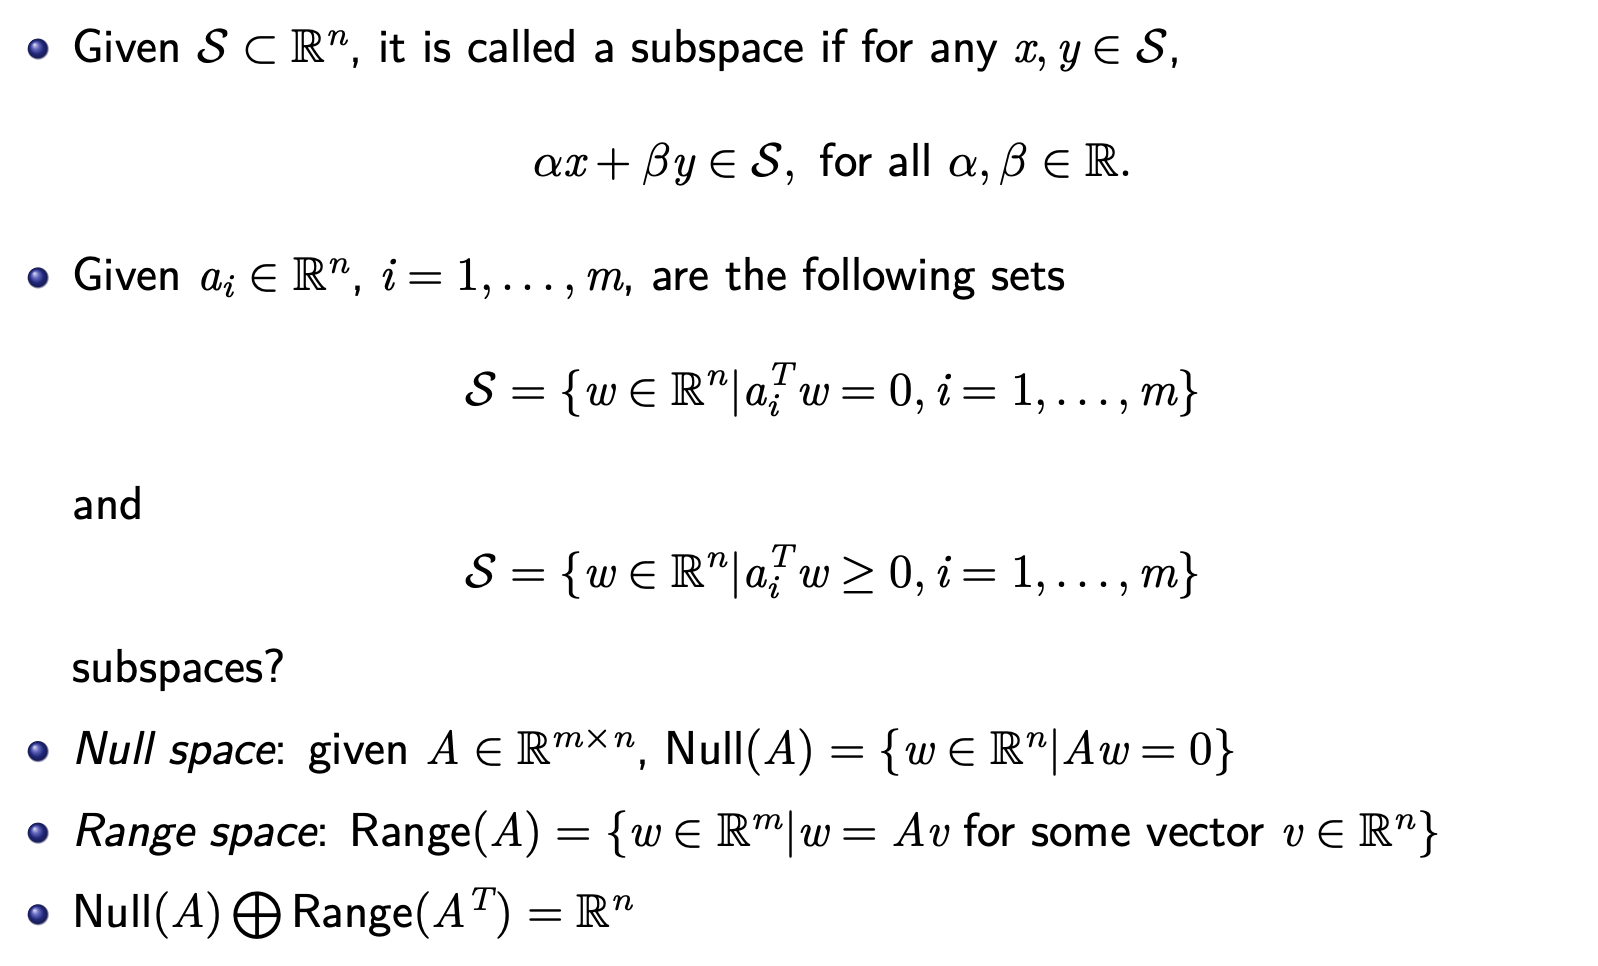 • Given 𝒮 ⊂ ℝⁿ, it is called a subspace if for any x, y ∈ 𝒮,
αx + βy ∈ 𝒮, for all α, β ∈ ℝ.
• Given aᵢ ∈ ℝⁿ, i = 1, . . . , m, are the following sets
𝒮 = {w ∈ ℝⁿ|aᵢᵀw = 0, i = 1, . . . , m}
and
𝒮 = {w ∈ ℝⁿ|aᵢᵀw ≥ 0, i = 1, . . . , m}
subspaces?
• Null space: given A ∈ ℝᵐˣⁿ, Null(A) = {w ∈ ℝⁿ|Aw = 0}
• Range space: Range(A) = {w ∈ ℝᵐ|w = Av for some vector v ∈ ℝⁿ}
• Null(A) ⊕ Range(Aᵀ) = ℝⁿ